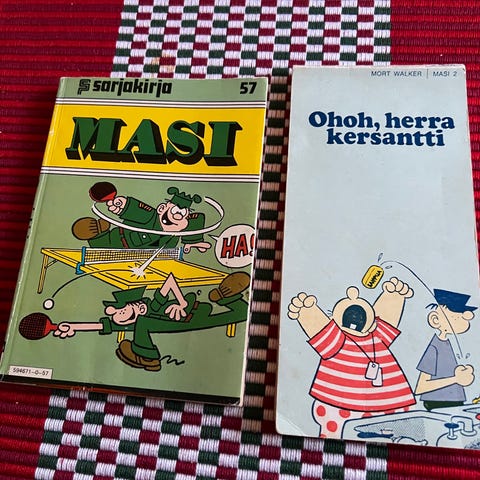 sarjakirja 57
MASI
HA!
594671-0-57
MORT WALKER | MASI 2
Ohoh, herra
kersantti